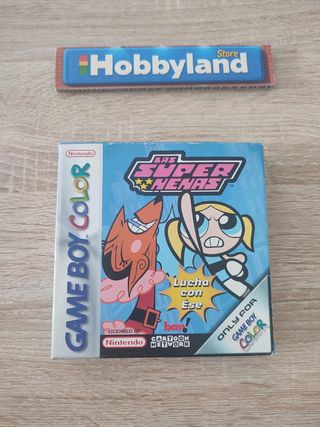 Hobbyland
Store
Nintendo
GAME BOY COLOR
LAS
SUPER
NENAS
Lucha
con
Ése
LICENSED BY
Nintendo
bam!
CARTOON
NETWORK
ONLY FOR
GAME BOY
COLOR